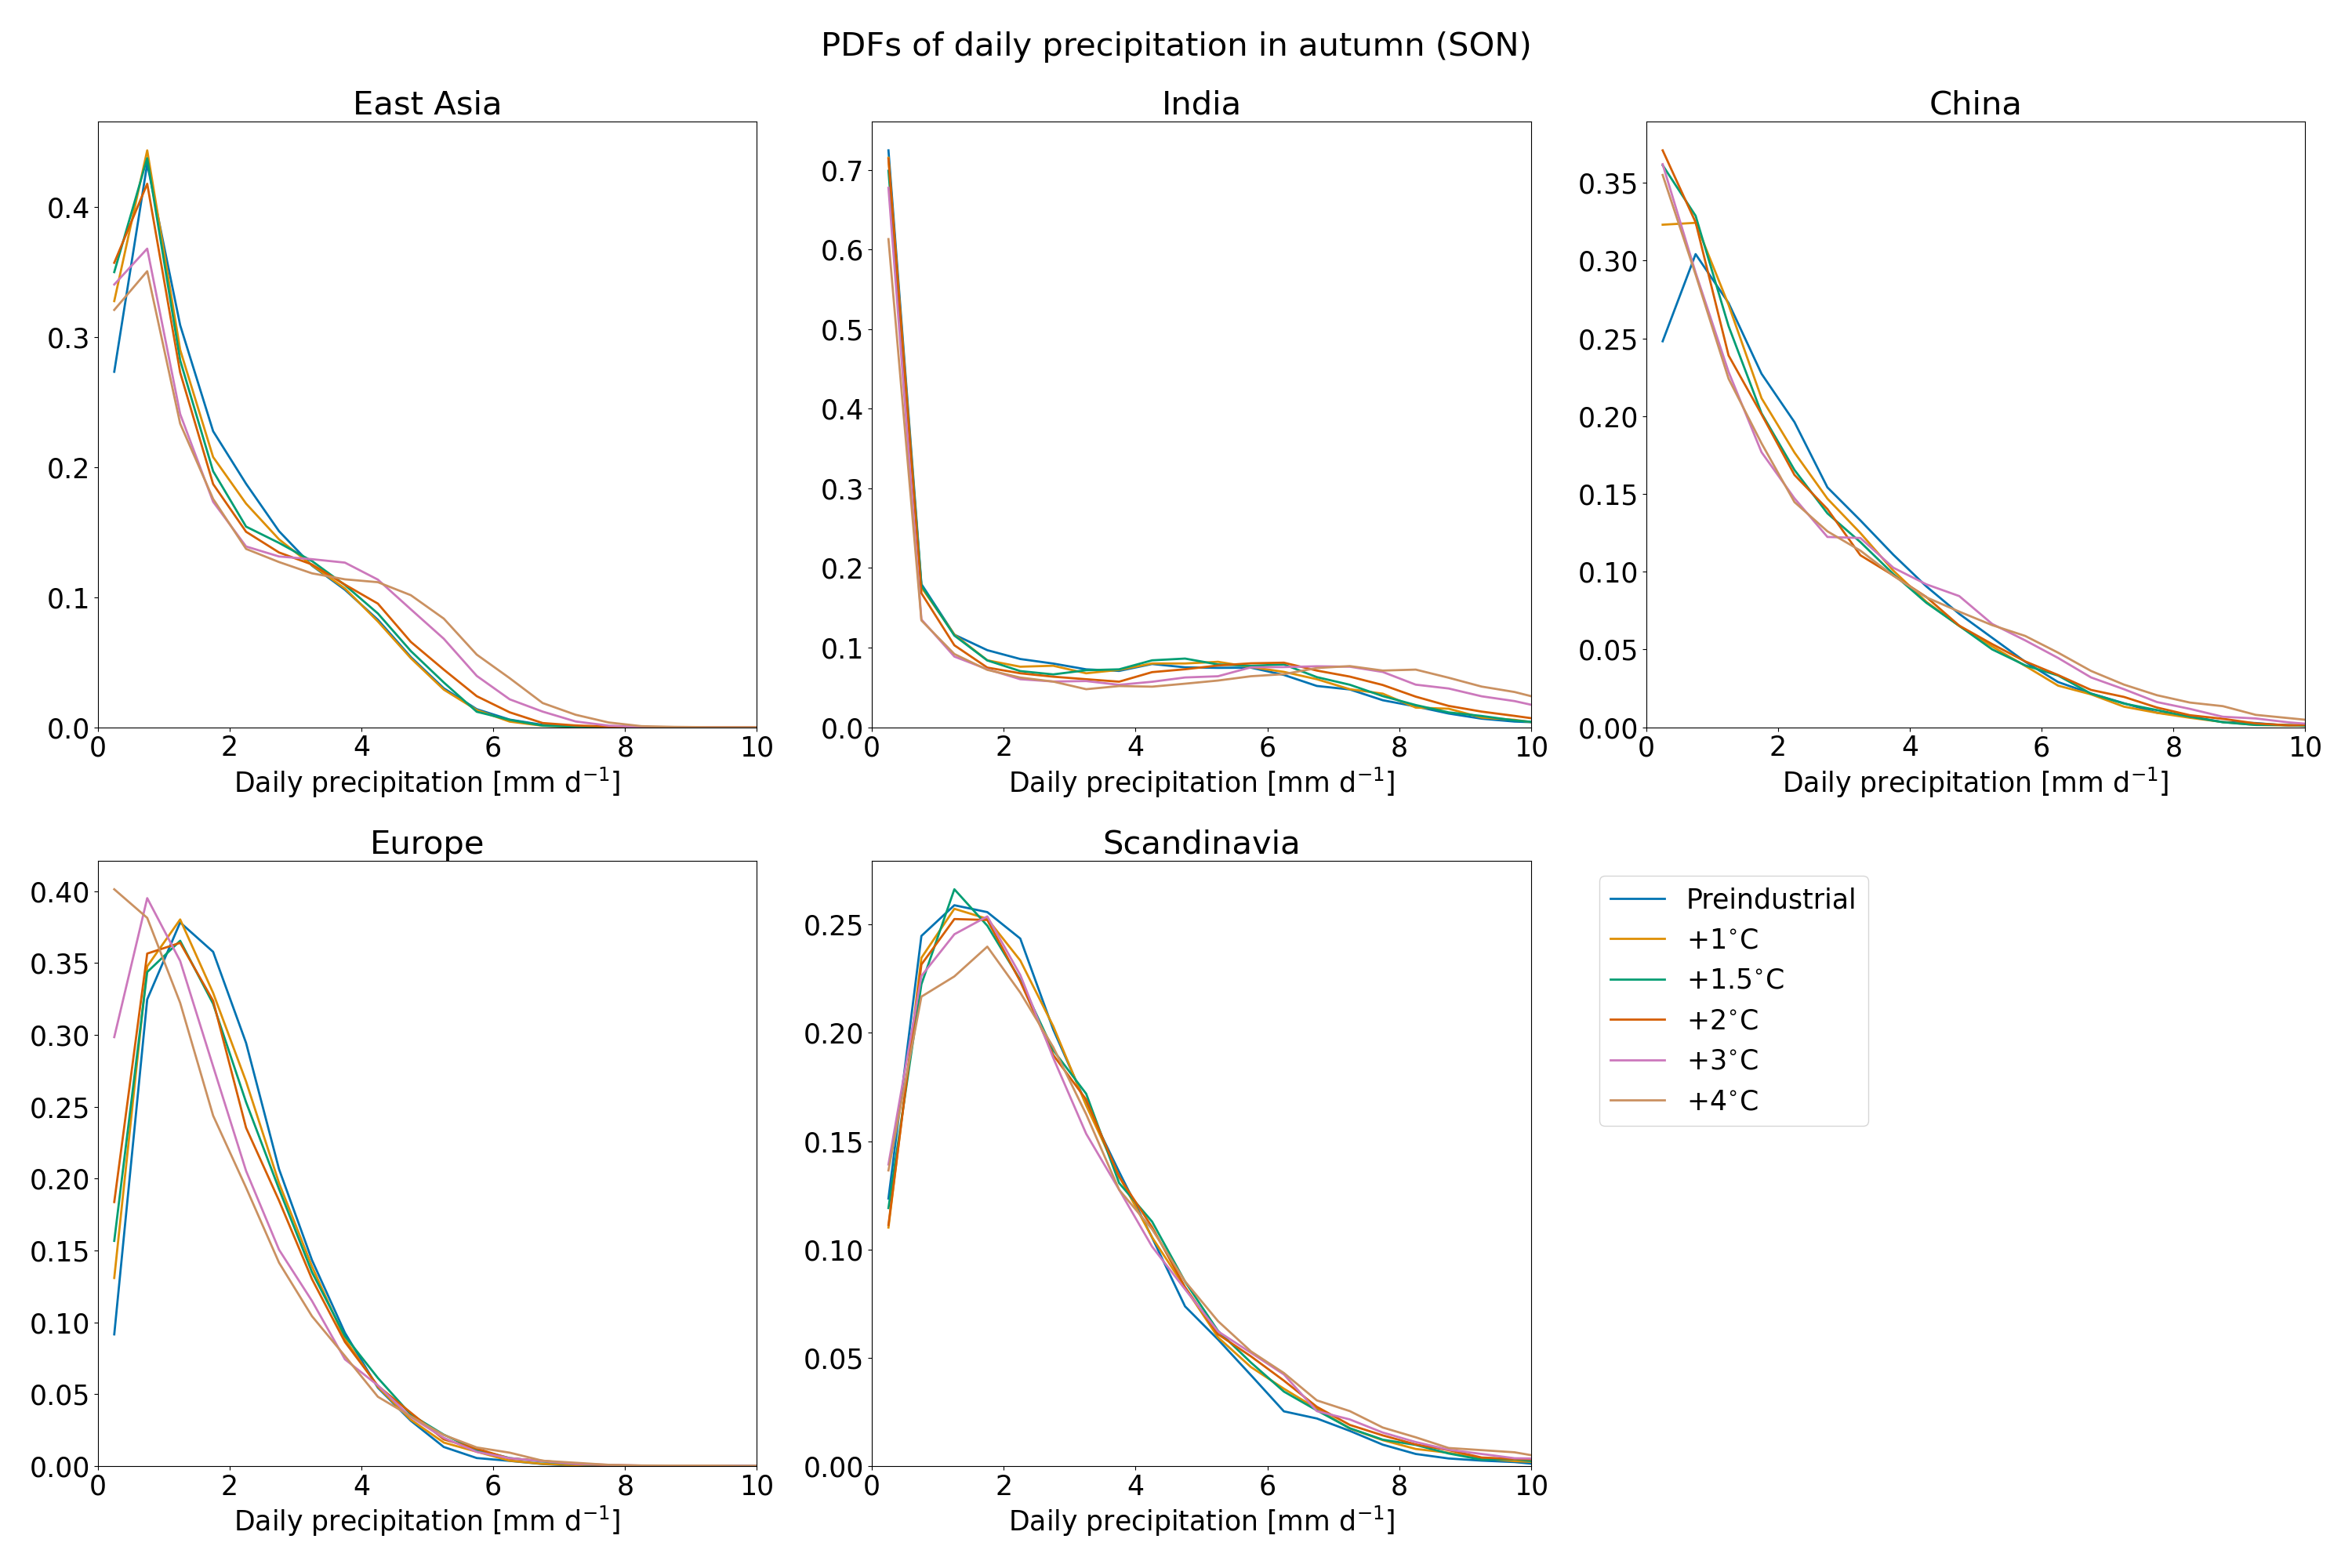 PDFs of daily precipitation in autumn (SON)
East Asia
0.4
0.3
0.2
0.1
0.0
0 2 4 6 8 10
Daily precipitation [mm d⁻¹]
India
0.7
0.6
0.5
0.4
0.3
0.2
0.1
0.0
0 2 4 6 8 10
Daily precipitation [mm d⁻¹]
China
0.35
0.30
0.25
0.20
0.15
0.10
0.05
0.00
0 2 4 6 8 10
Daily precipitation [mm d⁻¹]
Europe
0.40
0.35
0.30
0.25
0.20
0.15
0.10
0.05
0.00
0 2 4 6 8 10
Daily precipitation [mm d⁻¹]
Scandinavia
0.25
0.20
0.15
0.10
0.05
0.00
0 2 4 6 8 10
Daily precipitation [mm d⁻¹]
Preindustrial
+1°C
+1.5°C
+2°C
+3°C
+4°C